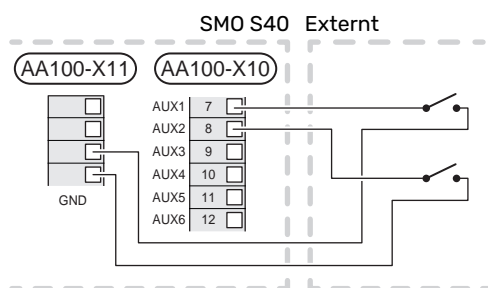 SMO S40 Externt
AA100-X11 AA100-X10
AUX1 7
AUX2 8
AUX3 9
AUX4 10
AUX5 11
AUX6 12
GND